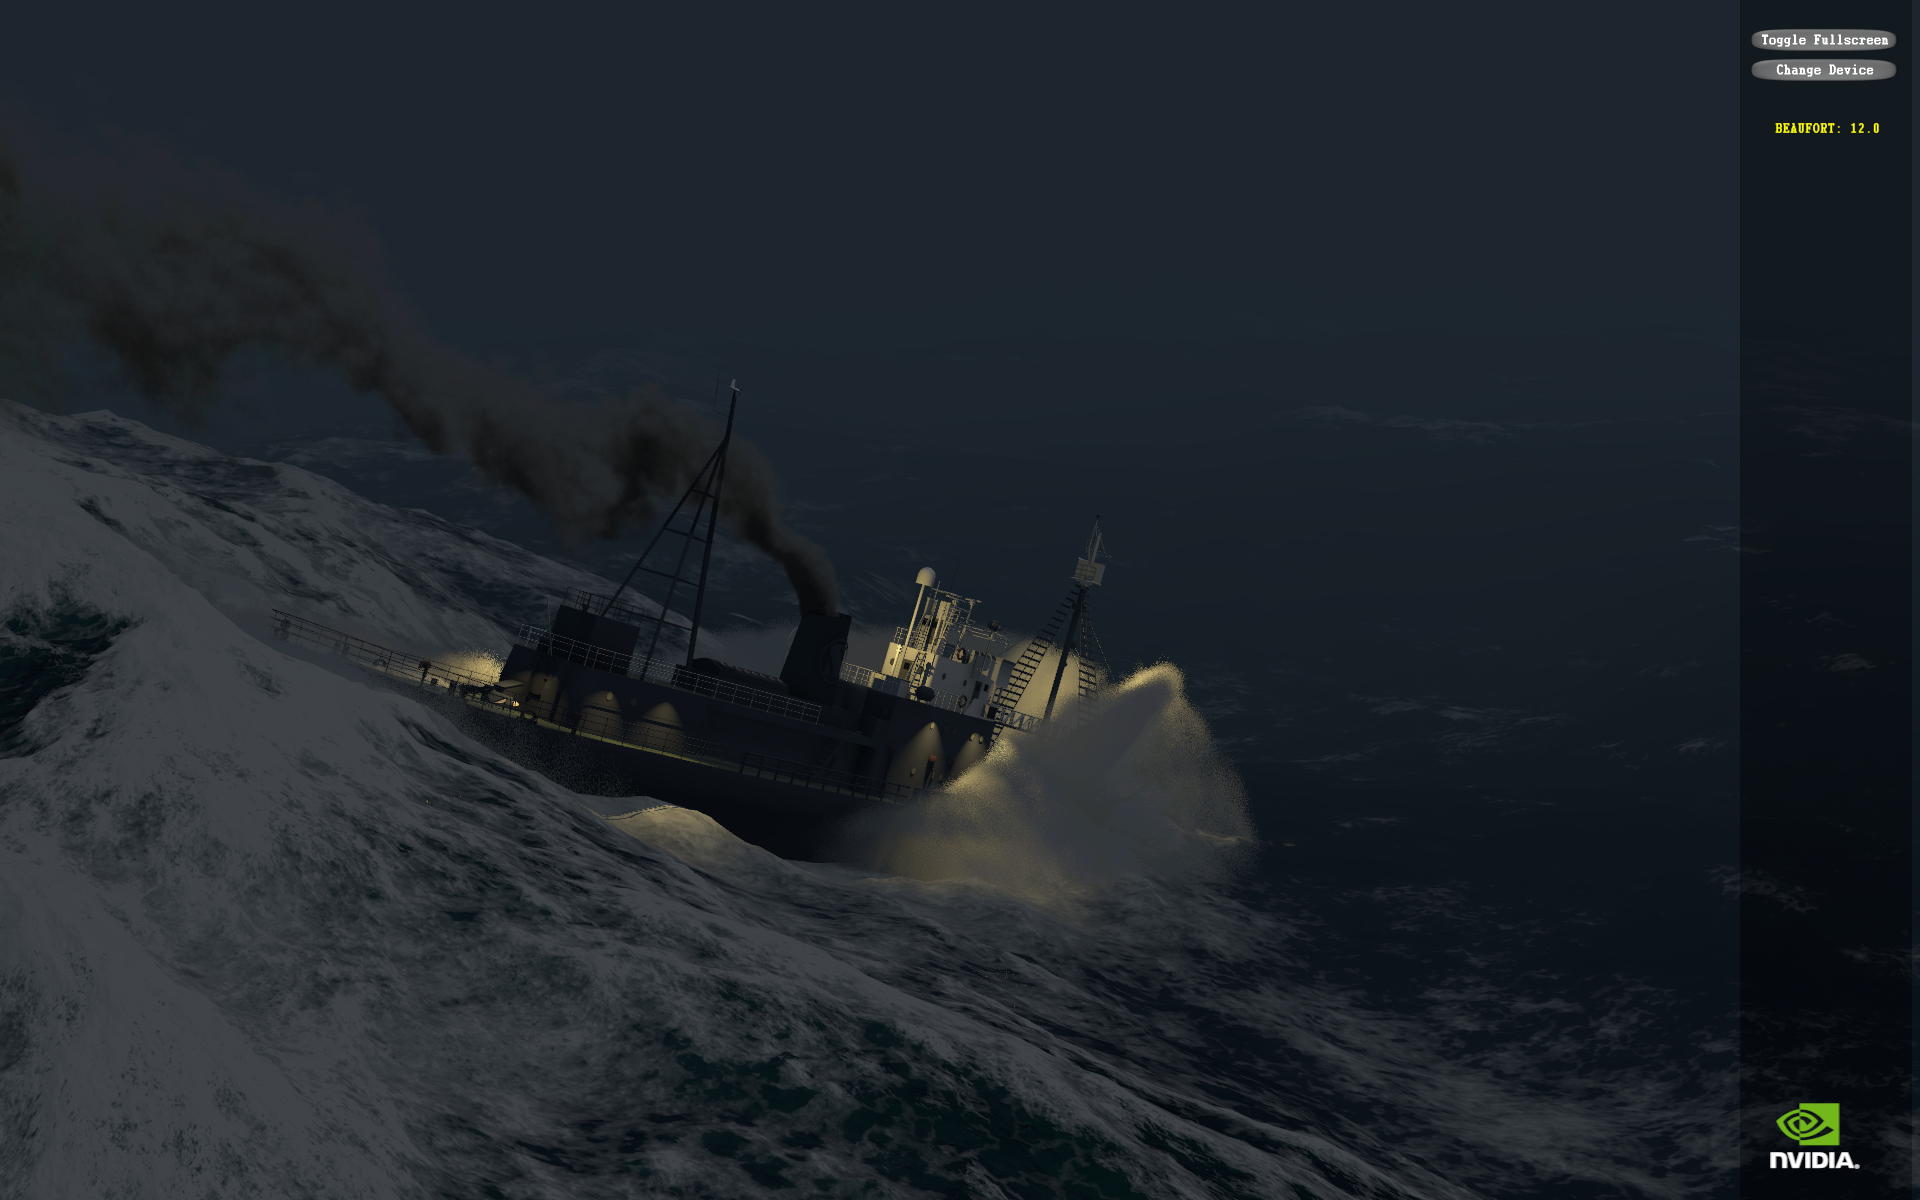 Toggle Fullscreen
Change Device
BEAUFORT: 12.0
NVIDIA.